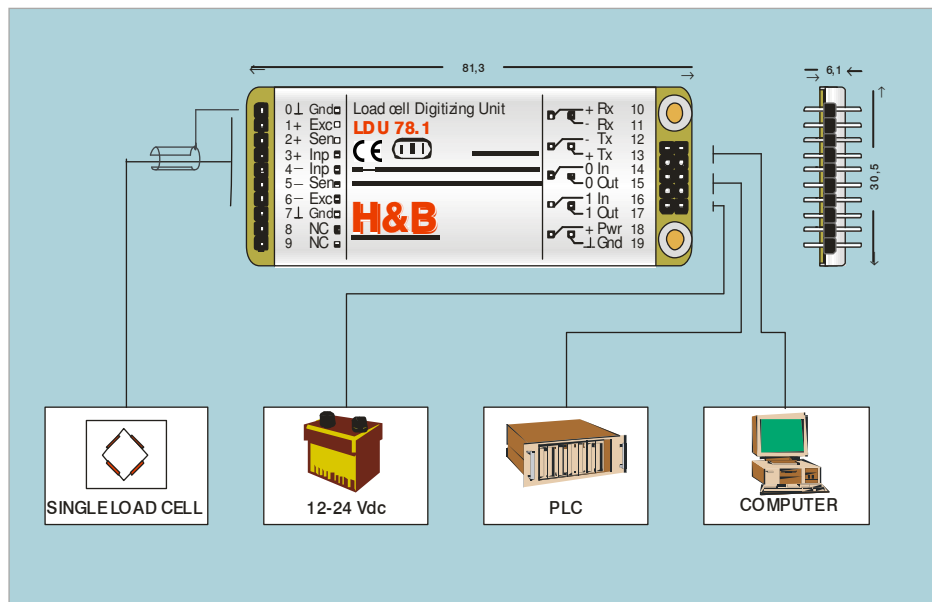 81,3
6,1
30,5
0⊥ Gnd
1+ Exc
2+ Sen
3+ Inp
4– Inp
5– Sen
6– Exc
7⊥ Gnd
8 NC
9 NC
Load cell Digitizing Unit
LDU 78.1
CE
H&B
+ Rx 10
- Rx 11
- Tx 12
+ Tx 13
0 In 14
0 Out 15
1 In 16
1 Out 17
+ Pwr 18
⊥ Gnd 19
SINGLE LOAD CELL
12-24 Vdc
PLC
COMPUTER